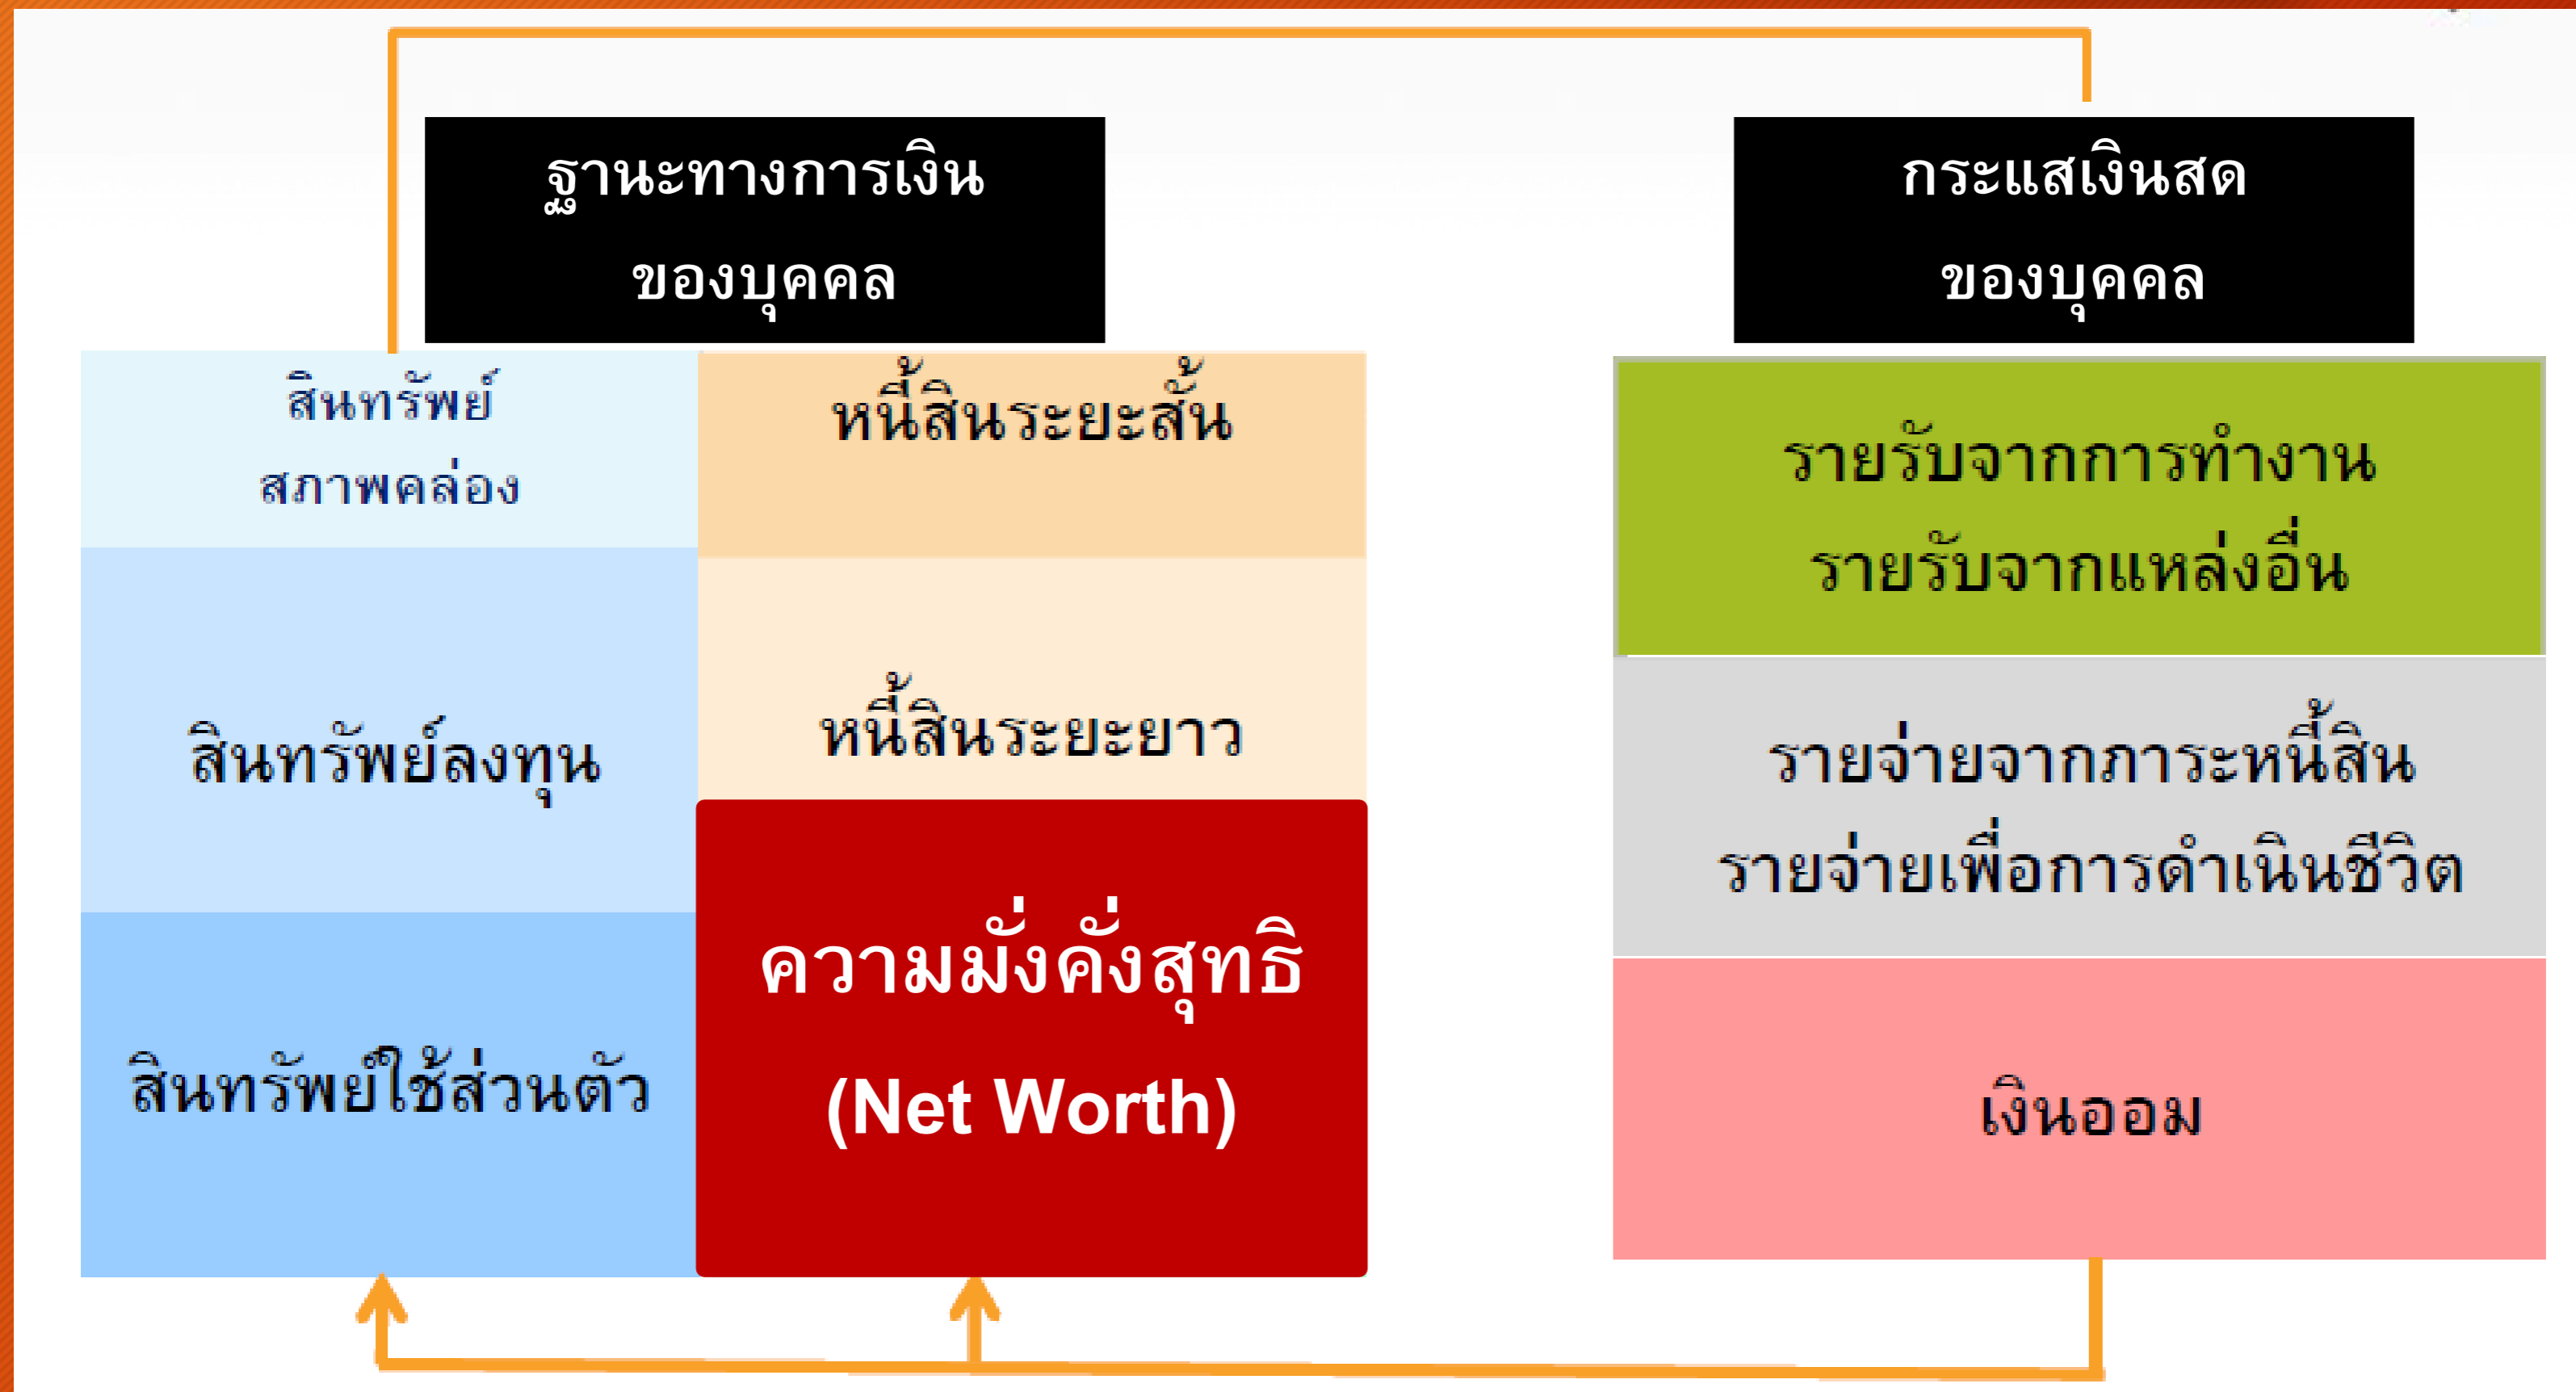 ฐานะทางการเงิน
ของบุคคล
สินทรัพย์
สภาพคล่อง
สินทรัพย์ลงทุน
สินทรัพย์ใช้ส่วนตัว
หนี้สินระยะสั้น
หนี้สินระยะยาว
ความมั่งคั่งสุทธิ
(Net Worth)
กระแสเงินสด
ของบุคคล
รายรับจากการทำงาน
รายรับจากแหล่งอื่น
รายจ่ายจากภาระหนี้สิน
รายจ่ายเพื่อการดำเนินชีวิต
เงินออม